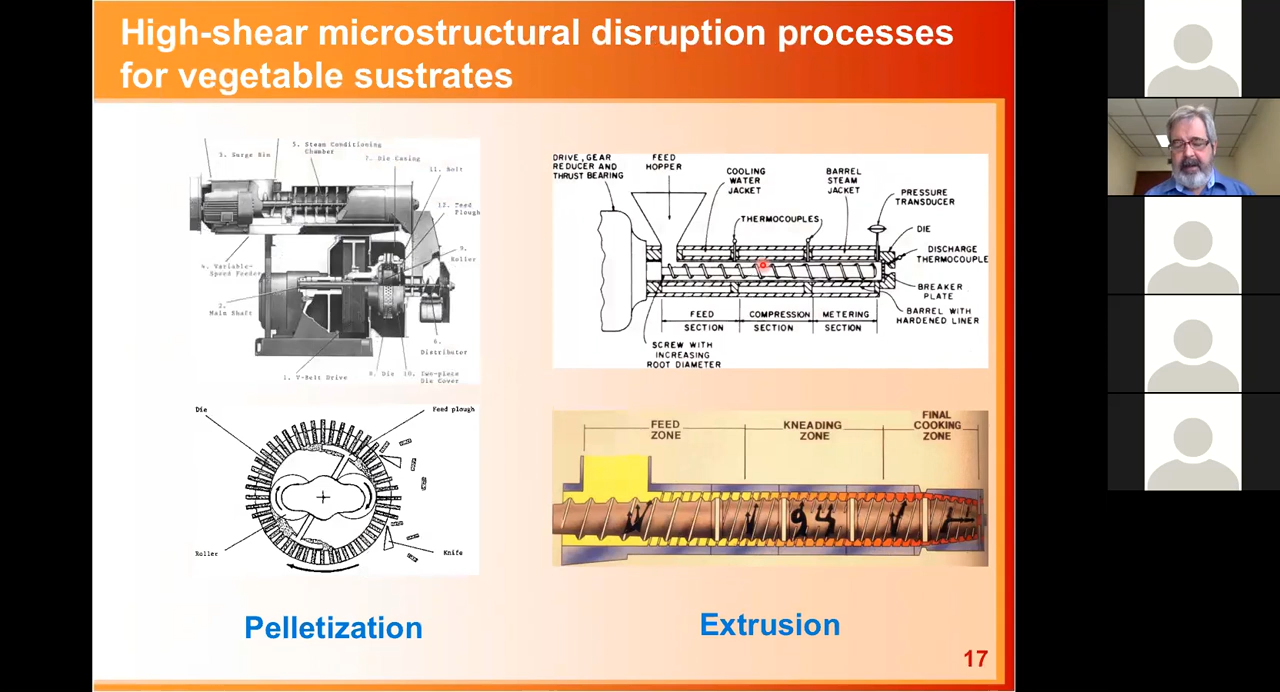 High-shear microstructural disruption processes
for vegetable sustrates
3. Surge Bin
5. Steam Conditioning
Chamber
7. Die Casing
11. Bolt
12. Feed
Plough
9.
Roller
4. Variable-
Speed Feeder
2.
Main Shaft
6.
Distributor
1. V-Belt Drive
8. Die
10. Two-piece
Die Cover
Die
Feed plough
Roller
Knife
Pelletization
DRIVE, GEAR
REDUCER AND
THRUST BEARING
FEED
HOPPER
COOLING
WATER
JACKET
BARREL
STEAM
JACKET
PRESSURE
TRANSDUCER
THERMOCOUPLES
DIE
DISCHARGE
THERMOCOUPLE
BREAKER
PLATE
BARREL WITH
HARDENED LINER
FEED
SECTION
COMPRESSION
SECTION
METERING
SECTION
SCREW WITH
INCREASING
ROOT DIAMETER
FEED
ZONE
KNEADING
ZONE
FINAL
COOKING
ZONE
Extrusion
17